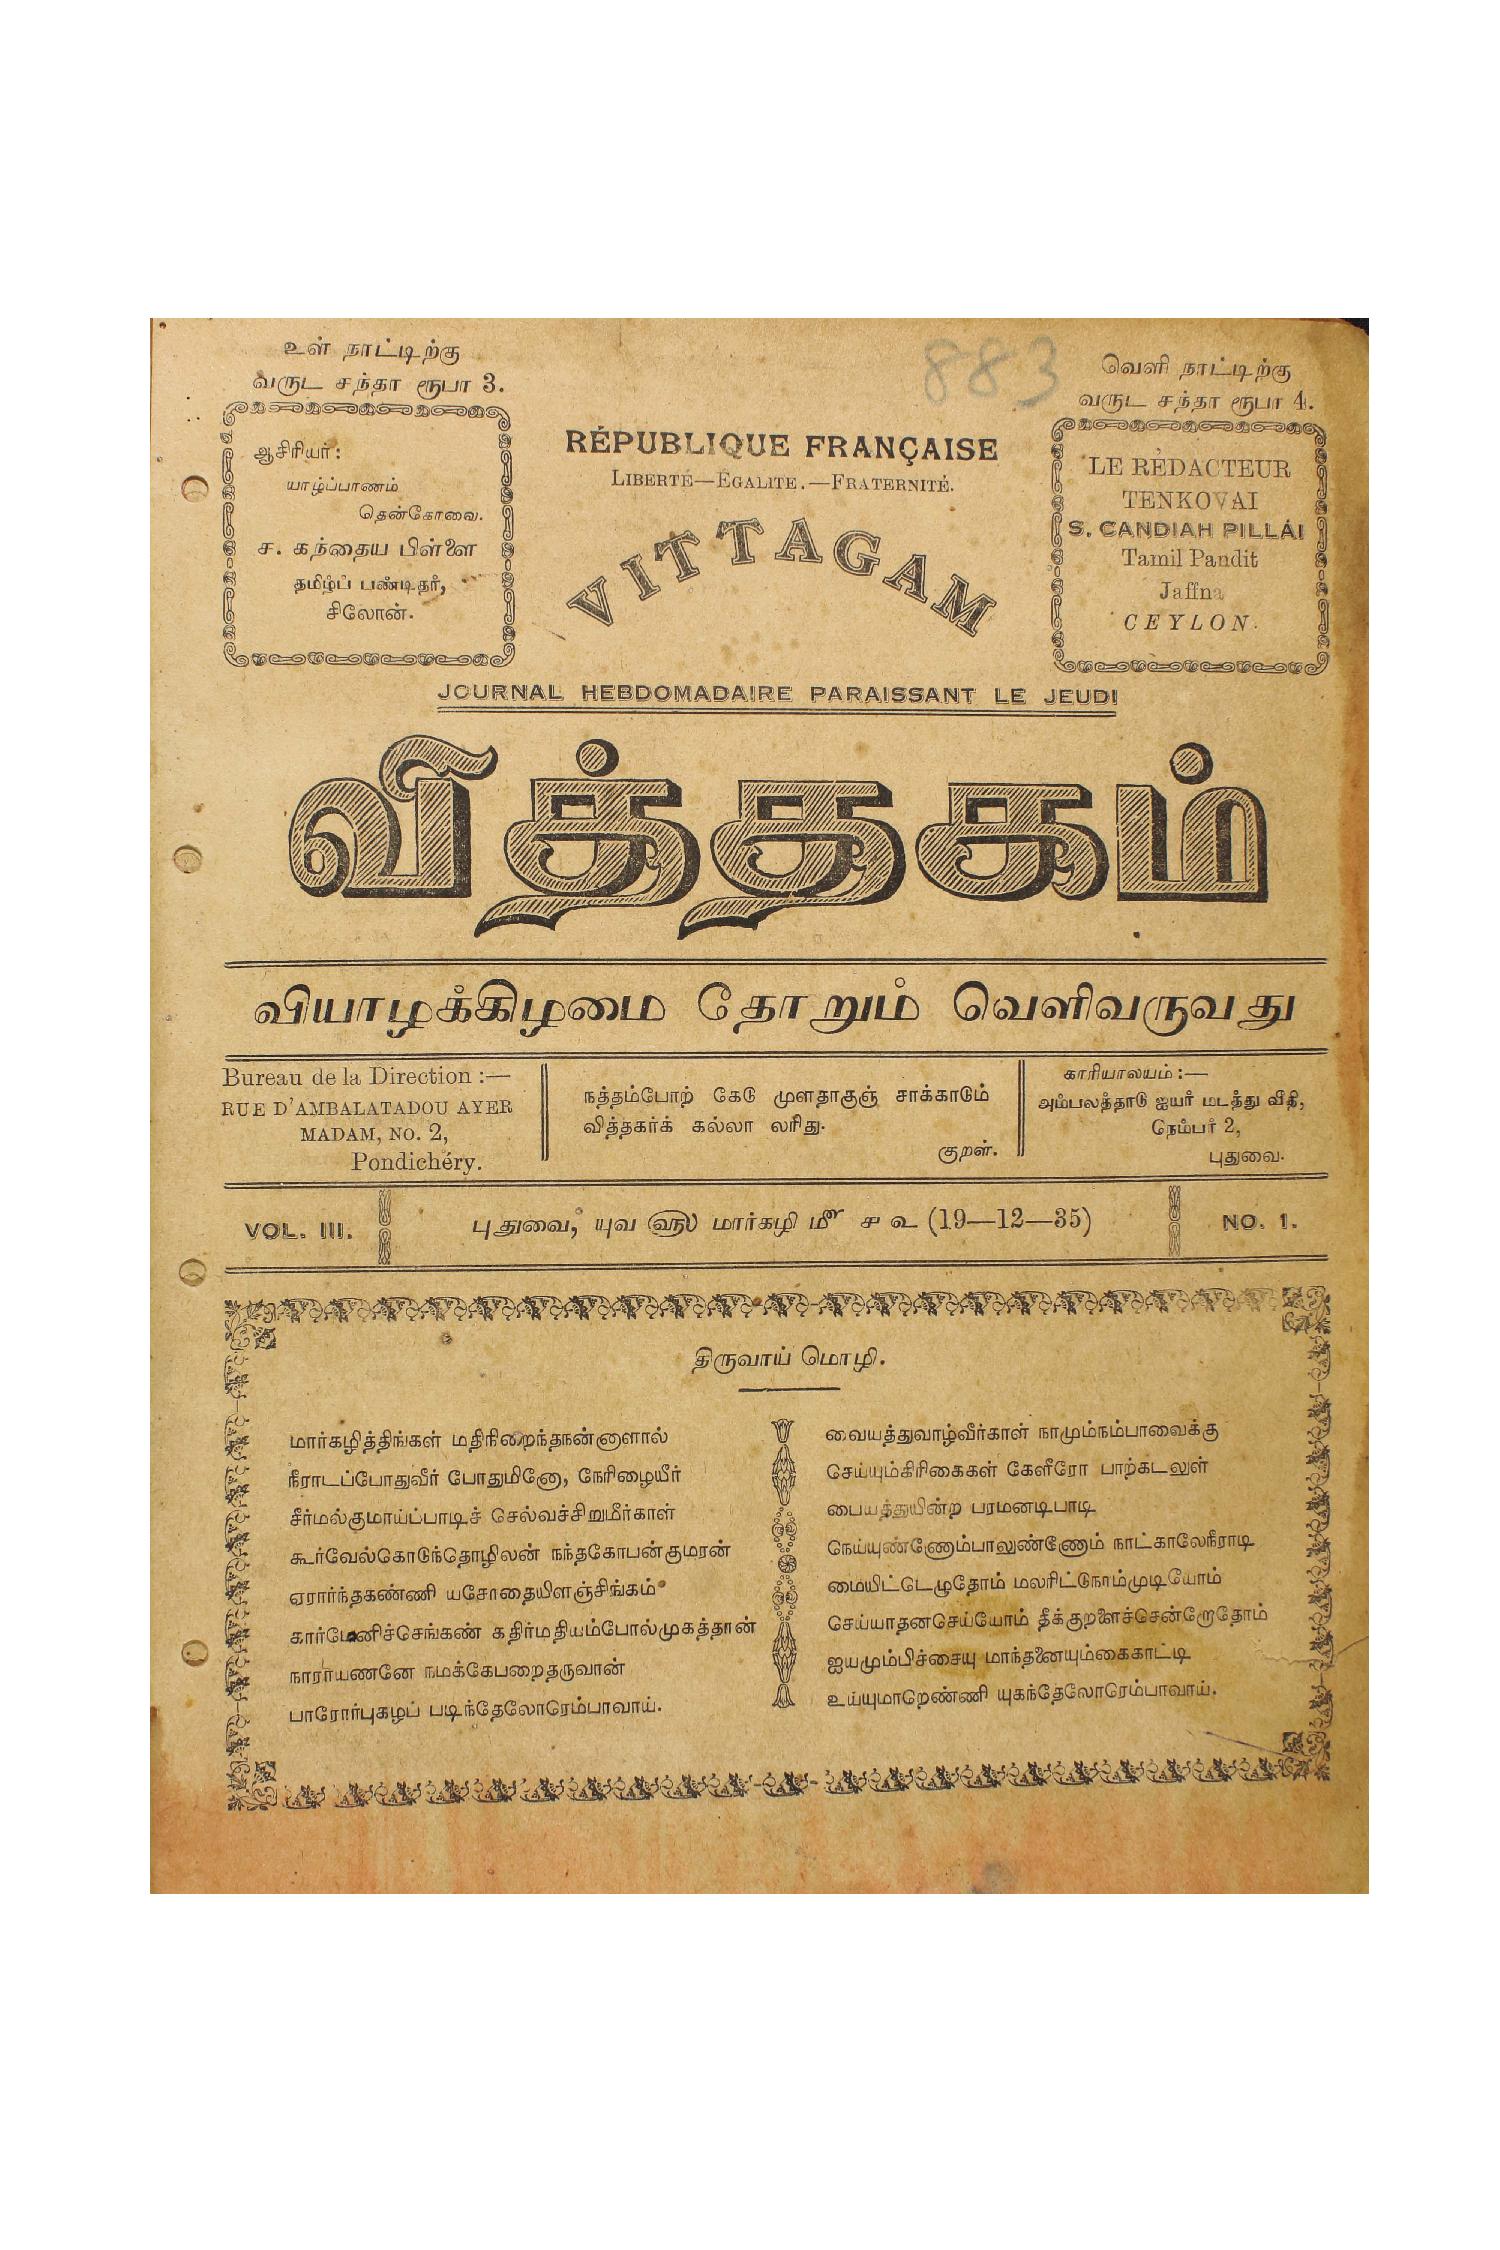 883
உள் நாட்டிற்கு
வருட சந்தா ரூபா 3.
வெளி நாட்டிற்கு
வருட சந்தா ரூபா 4.
ஆசிரியர்:
யாழ்ப்பாணம்
தென்கோவை.
ச. கந்தைய பிள்ளை
தமிழ்ப் பண்டிதர்,
சிலோன்.
RÉPUBLIQUE FRANÇAISE
LIBERTÉ—EGALITE.—FRATERNITÉ.
VITTAGAM
LE RÉDACTEUR
TENKOVAI
S. CANDIAH PILLAI
Tamil Pandit
Jaffna
CEYLON.
JOURNAL HEBDOMADAIRE PARAISSANT LE JEUDI
வித்தகம்
வியாழக்கிழமை தோறும் வெளிவருவது
Bureau de la Direction :—
RUE D'AMBALATADOU AYER
MADAM, NO. 2,
Pondichéry.
நத்தம்போற் கேடு முளதாகுஞ் சாக்காடும்
வித்தகர்க் கல்லா லரிது.
குறள்.
காரியாலயம் :—
அம்பலத்தாடு ஐயர் மடத்து வீதி,
நெம்பர் 2,
புதுவை.
VOL. III.
புதுவை, யுவ ௵ மார்கழி ௴ ௪ உ (19—12—35)
NO. 1.
திருவாய் மொழி.
மார்கழித்திங்கள் மதிநிறைந்தநன்னாளால்
நீராடப்போதுவீர் போதுமினோ, நேரிழையீர்
சீர்மல்குமாய்ப்பாடிச் செல்வச்சிறுமீர்காள்
கூர்வேல்கொடுந்தொழிலன் நந்தகோபன்குமரன்
ஏரார்ந்தகண்ணி யசோதையிளஞ்சிங்கம்
கார்மேனிச்செங்கண் கதிர்மதியம்போல்முகத்தான்
நாராயணனே நமக்கேபறைதருவான்
பாரோர்புகழப் படிந்தேலோரெம்பாவாய்.
வையத்துவாழ்வீர்காள் நாமும்நம்பாவைக்கு
செய்யும்கிரிகைகள் கேளீரோ பாற்கடலுள்
பையத்துயின்ற பரமனடிபாடி
நெய்யுண்ணோம்பாலுண்ணோம் நாட்காலேநீராடி
மையிட்டெழுதோம் மலரிட்டுநாம்முடியோம்
செய்யாதனசெய்யோம் தீக்குறளைச்சென்றோதோம்
ஐயமும்பிச்சையு மாந்தனையும்கைகாட்டி
உய்யுமாறெண்ணி யுகந்தேலோரெம்பாவாய்.